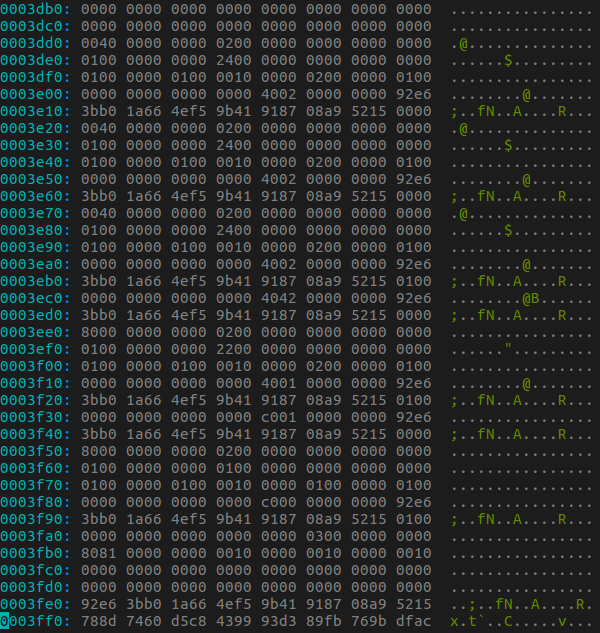 0003db0: 0000 0000 0000 0000 0000 0000 0000 0000 ................
0003dc0: 0000 0000 0000 0000 0000 0000 0000 0000 ................
0003dd0: 0040 0000 0000 0200 0000 0000 0000 0000 .@..............
0003de0: 0100 0000 0000 2400 0000 0000 0000 0000 ......$.........
0003df0: 0100 0000 0100 0010 0000 0200 0000 0100 ................
0003e00: 0000 0000 0000 0000 4002 0000 0000 92e6 ........@.......
0003e10: 3bb0 1a66 4ef5 9b41 9187 08a9 5215 0000 ;..fN..A....R...
0003e20: 0040 0000 0000 0200 0000 0000 0000 0000 .@..............
0003e30: 0100 0000 0000 2400 0000 0000 0000 0000 ......$.........
0003e40: 0100 0000 0100 0010 0000 0200 0000 0100 ................
0003e50: 0000 0000 0000 0000 4002 0000 0000 92e6 ........@.......
0003e60: 3bb0 1a66 4ef5 9b41 9187 08a9 5215 0000 ;..fN..A....R...
0003e70: 0040 0000 0000 0200 0000 0000 0000 0000 .@..............
0003e80: 0100 0000 0000 2400 0000 0000 0000 0000 ......$.........
0003e90: 0100 0000 0100 0010 0000 0200 0000 0100 ................
0003ea0: 0000 0000 0000 0000 4002 0000 0000 92e6 ........@.......
0003eb0: 3bb0 1a66 4ef5 9b41 9187 08a9 5215 0100 ;..fN..A....R...
0003ec0: 0000 0000 0000 0000 4042 0000 0000 92e6 ........@B......
0003ed0: 3bb0 1a66 4ef5 9b41 9187 08a9 5215 0000 ;..fN..A....R...
0003ee0: 8000 0000 0000 0200 0000 0000 0000 0000 ................
0003ef0: 0100 0000 0000 2200 0000 0000 0000 0000 ......".........
0003f00: 0100 0000 0100 0010 0000 0200 0000 0100 ................
0003f10: 0000 0000 0000 0000 4001 0000 0000 92e6 ........@.......
0003f20: 3bb0 1a66 4ef5 9b41 9187 08a9 5215 0100 ;..fN..A....R...
0003f30: 0000 0000 0000 0000 c001 0000 0000 92e6 ................
0003f40: 3bb0 1a66 4ef5 9b41 9187 08a9 5215 0000 ;..fN..A....R...
0003f50: 8000 0000 0000 0200 0000 0000 0000 0000 ................
0003f60: 0100 0000 0000 0100 0000 0000 0000 0000 ................
0003f70: 0100 0000 0100 0010 0000 0100 0000 0100 ................
0003f80: 0000 0000 0000 0000 c000 0000 0000 92e6 ................
0003f90: 3bb0 1a66 4ef5 9b41 9187 08a9 5215 0100 ;..fN..A....R...
0003fa0: 0000 0000 0000 0000 0000 0300 0000 0000 ................
0003fb0: 8081 0000 0000 0010 0000 0010 0000 0010 ................
0003fc0: 0000 0000 0000 0000 0000 0000 0000 0000 ................
0003fd0: 0000 0000 0000 0000 0000 0000 0000 0000 ................
0003fe0: 92e6 3bb0 1a66 4ef5 9b41 9187 08a9 5215 ..;..fN..A....R.
0003ff0: 788d 7460 d5c8 4399 93d3 89fb 769b dfac x.t`..C.....v...